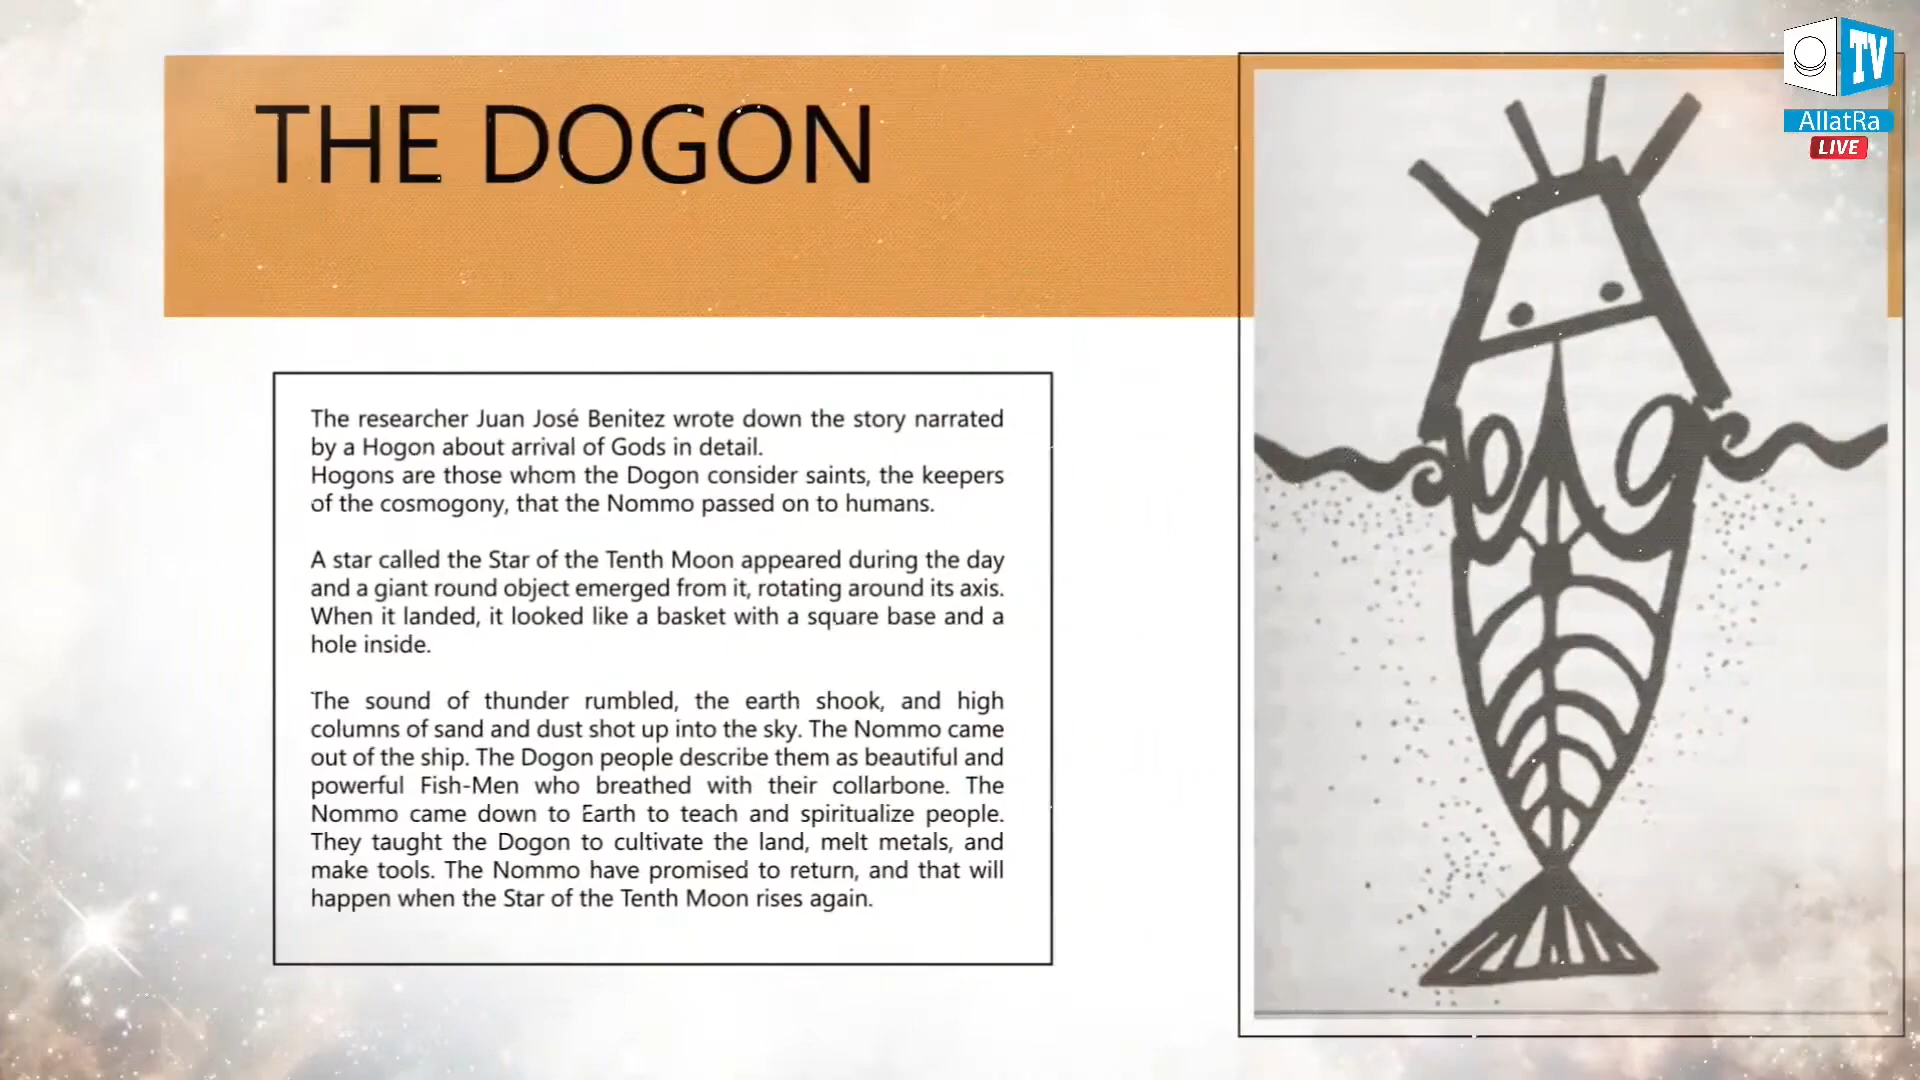 THE DOGON
TV
AllatRa
LIVE
The researcher Juan José Benitez wrote down the story narrated
by a Hogon about arrival of Gods in detail.
Hogons are those whom the Dogon consider saints, the keepers
of the cosmogony, that the Nommo passed on to humans.
A star called the Star of the Tenth Moon appeared during the day
and a giant round object emerged from it, rotating around its axis.
When it landed, it looked like a basket with a square base and a
hole inside.
The sound of thunder rumbled, the earth shook, and high
columns of sand and dust shot up into the sky. The Nommo came
out of the ship. The Dogon people describe them as beautiful and
powerful Fish-Men who breathed with their collarbone. The
Nommo came down to Earth to teach and spiritualize people.
They taught the Dogon to cultivate the land, melt metals, and
make tools. The Nommo have promised to return, and that will
happen when the Star of the Tenth Moon rises again.